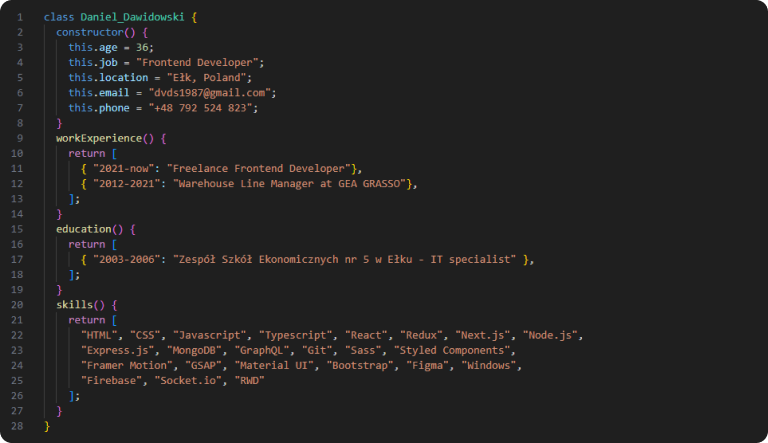 1 class Daniel_Dawidowski {
2 constructor() {
3 this.age = 36;
4 this.job = "Frontend Developer";
5 this.location = "Ełk, Poland";
6 this.email = "dvds1987@gmail.com";
7 this.phone = "+48 792 524 823";
8 }
9 workExperience() {
10 return [
11 { "2021-now": "Freelance Frontend Developer"},
12 { "2012-2021": "Warehouse Line Manager at GEA GRASSO"},
13 ];
14 }
15 education() {
16 return [
17 { "2003-2006": "Zespół Szkół Ekonomicznych nr 5 w Ełku - IT specialist" },
18 ];
19 }
20 skills() {
21 return [
22 "HTML", "CSS", "Javascript", "Typescript", "React", "Redux", "Next.js", "Node.js",
23 "Express.js", "MongoDB", "GraphQL", "Git", "Sass", "Styled Components",
24 "Framer Motion", "GSAP", "Material UI", "Bootstrap", "Figma", "Windows",
25 "Firebase", "Socket.io", "RWD"
26 ];
27 }
28 }